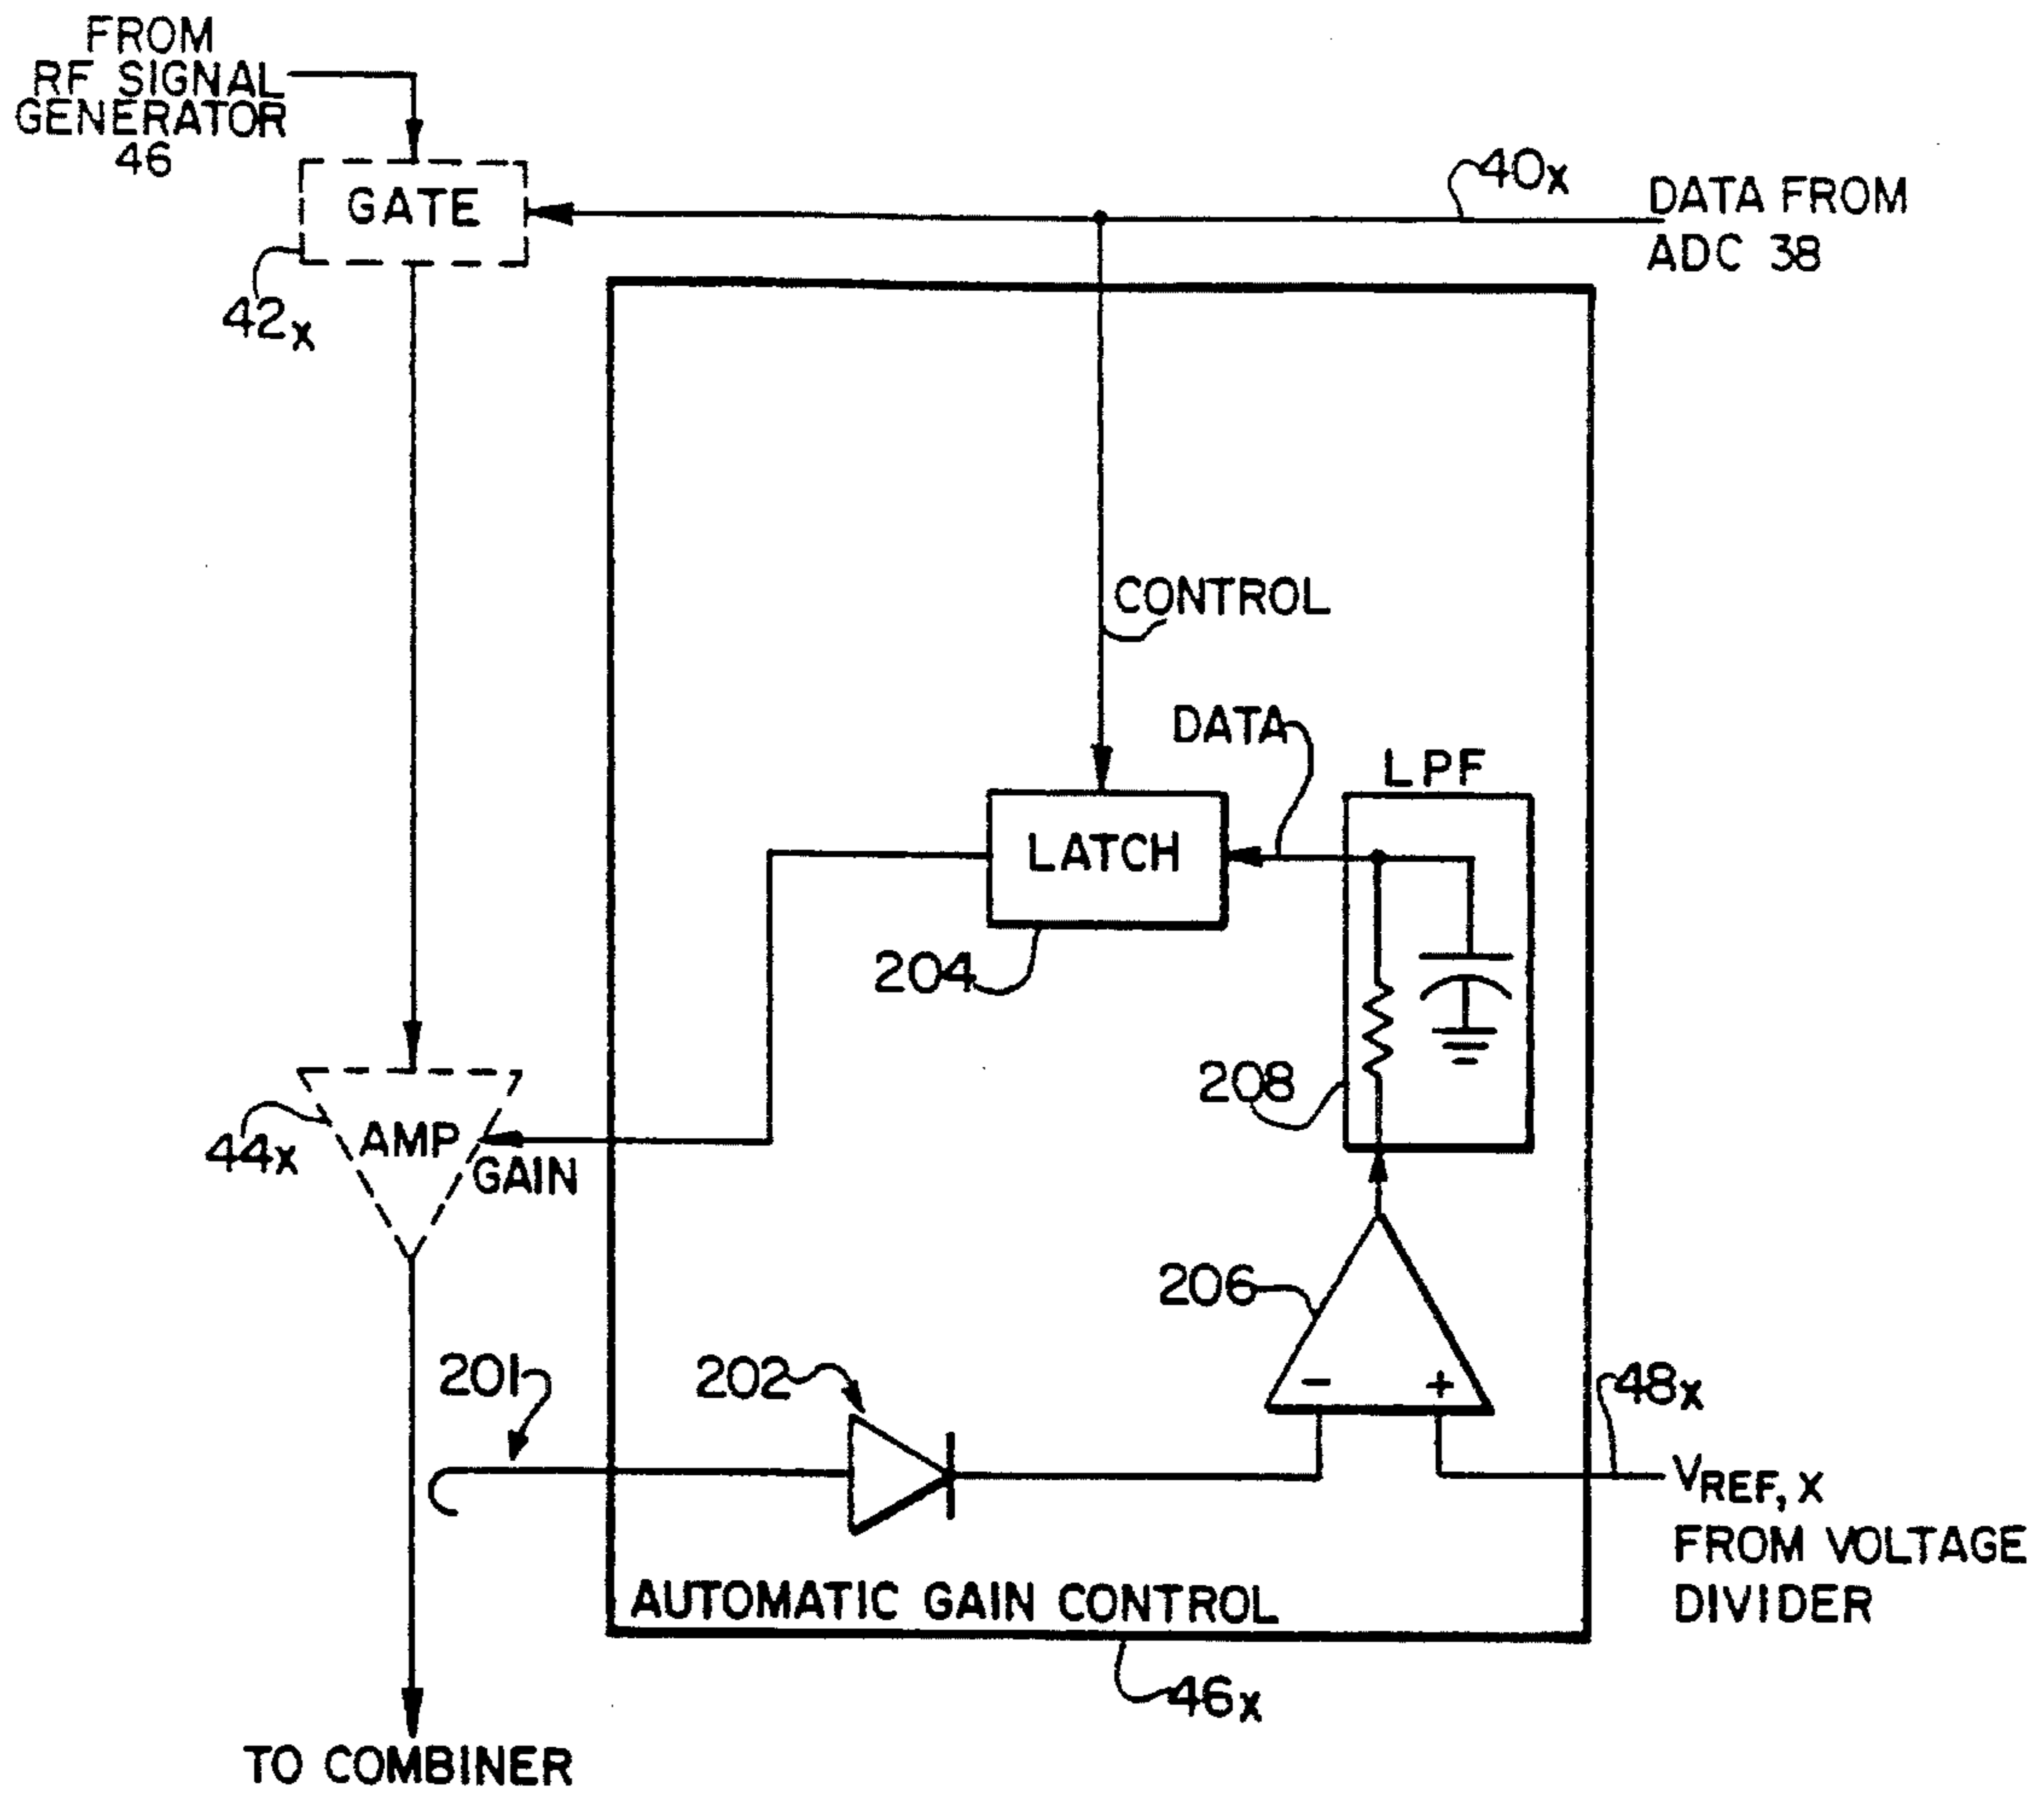 FROM
RF SIGNAL
GENERATOR
46
GATE
42x
40x
DATA FROM
ADC 38
CONTROL
DATA
LPF
LATCH
204
208
44x
AMP
GAIN
206
- +
201
202
48x
VREF, X
FROM VOLTAGE
DIVIDER
AUTOMATIC GAIN CONTROL
46x
TO COMBINER